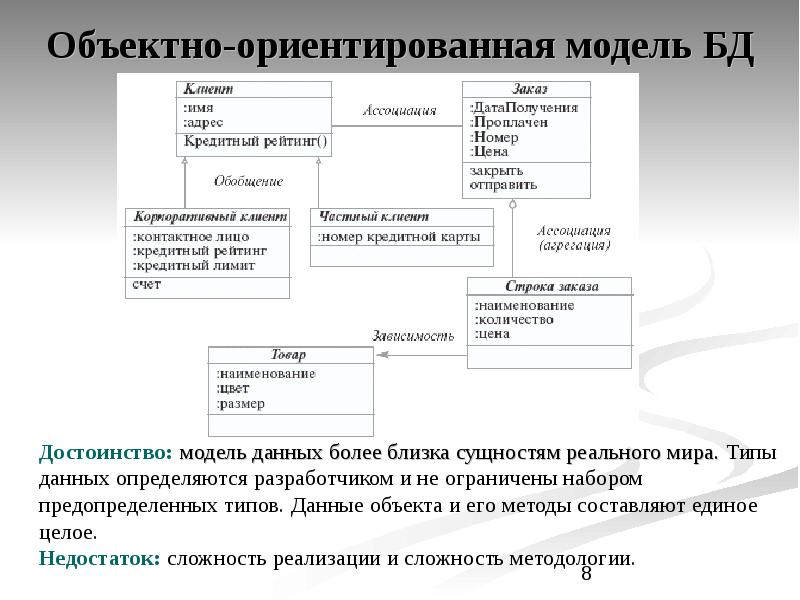 Объектно-ориентированная модель БД
Клиент
:имя
:адрес
Кредитный рейтинг()
Ассоциация
Заказ
:ДатаПолучения
:Проплачен
:Номер
:Цена
закрыть
отправить
Обобщение
Корпоративный клиент
:контактное лицо
:кредитный рейтинг
:кредитный лимит
счет
Частный клиент
:номер кредитной карты
Ассоциация
(агрегация)
Строка заказа
:наименование
:количество
:цена
Зависимость
Товар
:наименование
:цвет
:размер
Достоинство: модель данных более близка сущностям реального мира. Типы
данных определяются разработчиком и не ограничены набором
предопределенных типов. Данные объекта и его методы составляют единое
целое.
Недостаток: сложность реализации и сложность методологии.
8